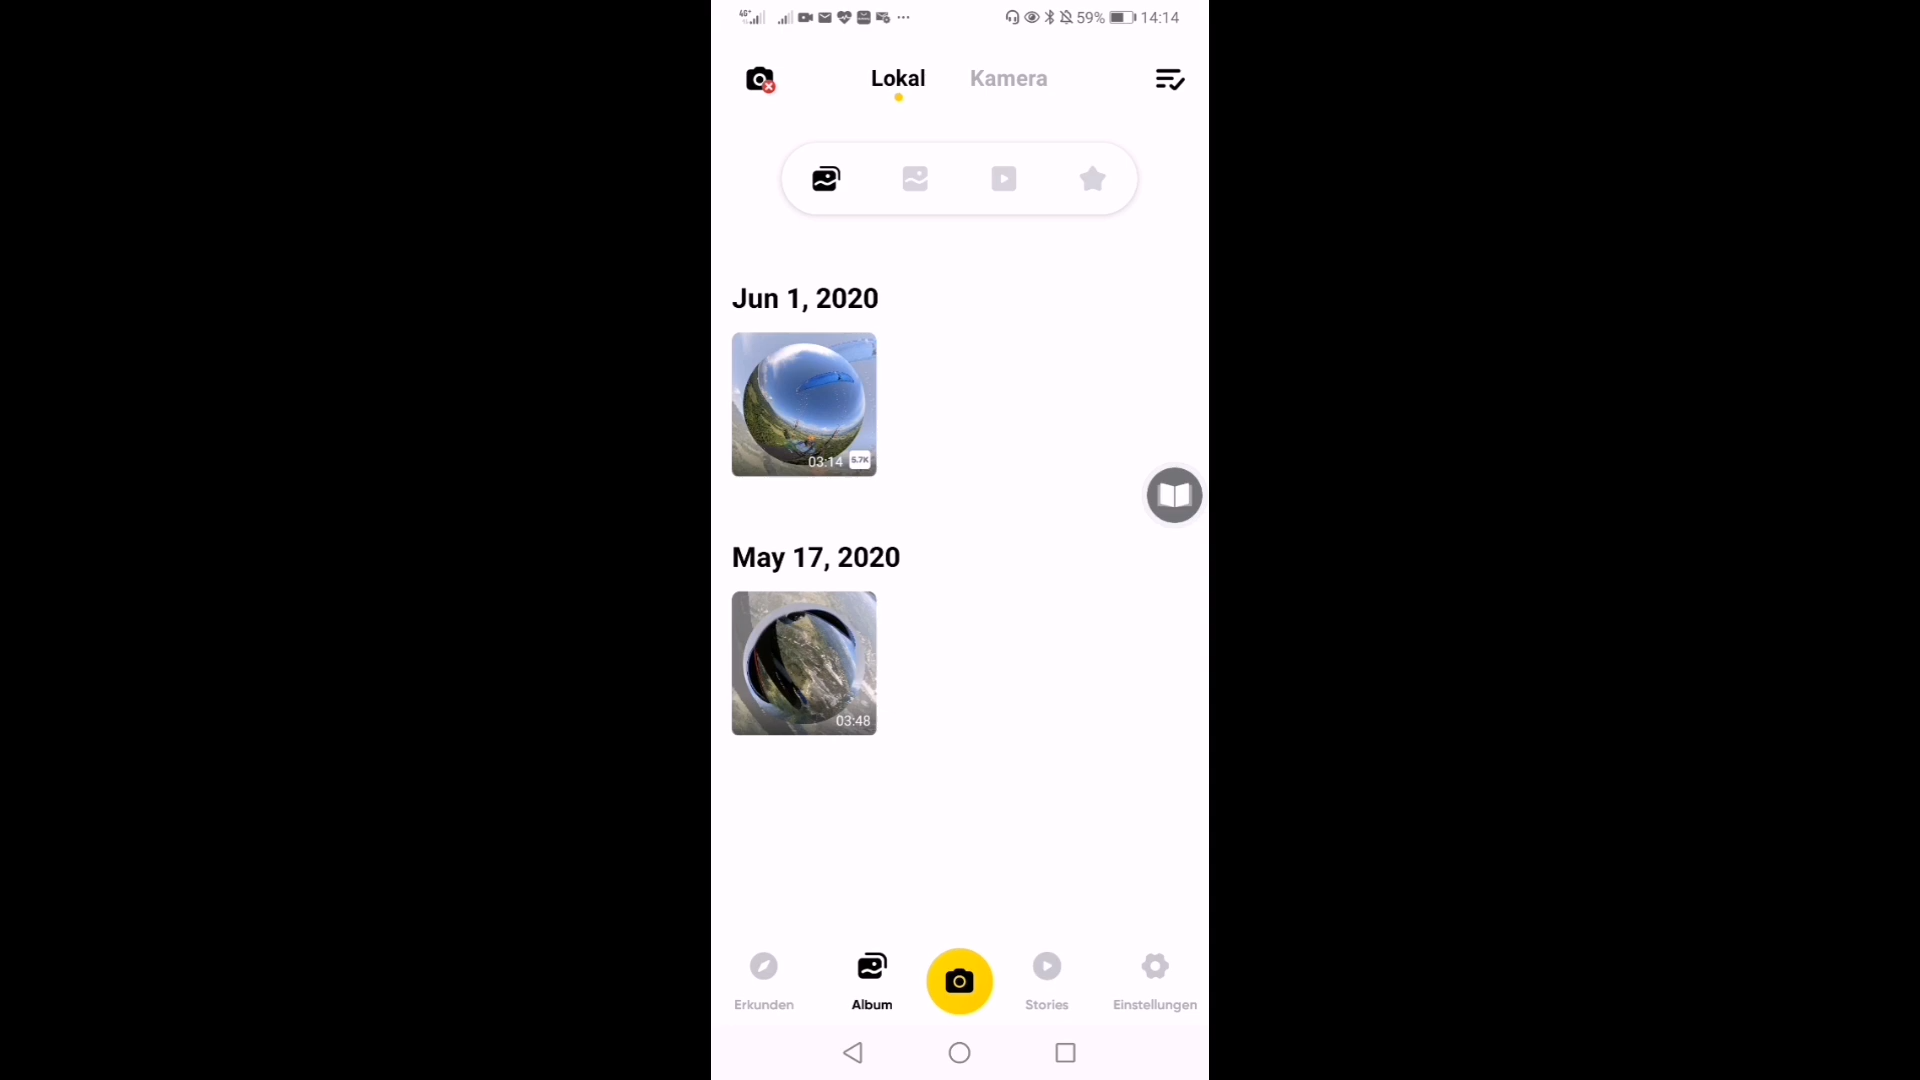 4G+ 59% 14:14
Lokal Kamera
Jun 1, 2020
03:14 5.7K
May 17, 2020
03:48
Erkunden Album Stories Einstellungen